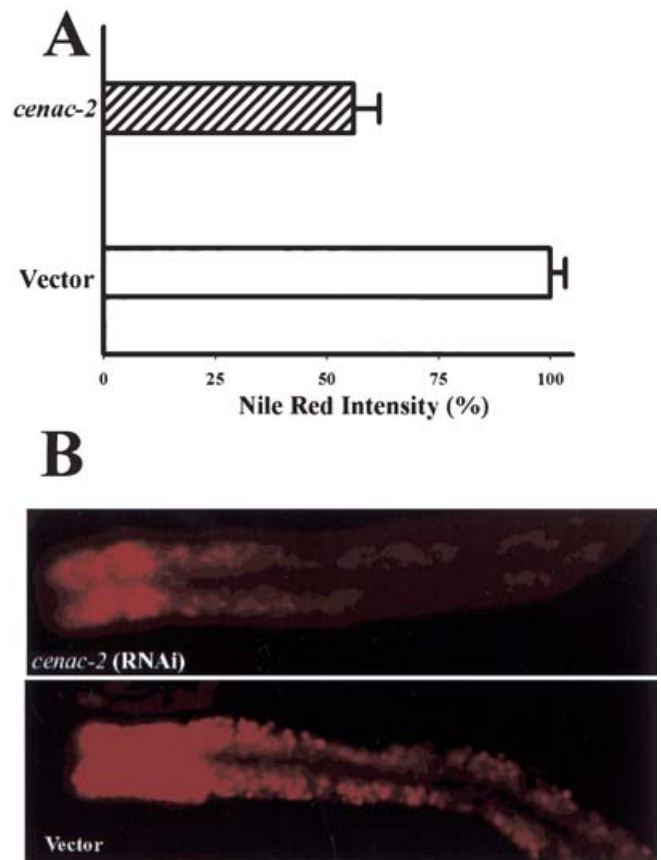 A
cenac-2
Vector
0 25 50 75 100
Nile Red Intensity (%)
B
cenac-2 (RNAi)
Vector